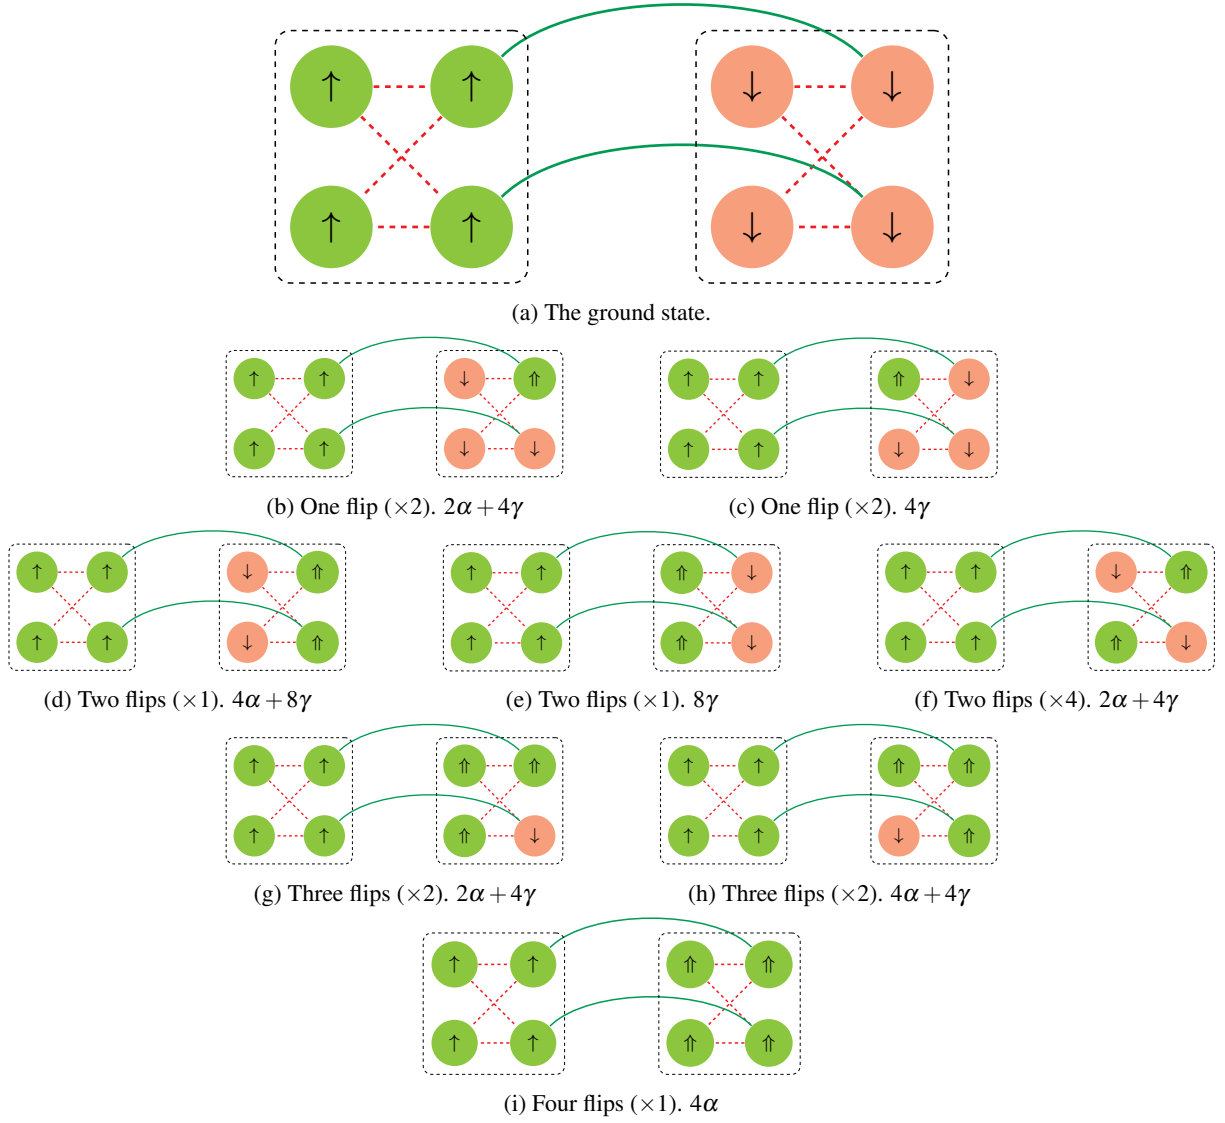 ↑ ↑ ↓ ↓
↑ ↑ ↓ ↓
(a) The ground state.
↑ ↑ ↓ ⇑ ↑ ↑ ⇑ ↓
↑ ↑ ↓ ↓ ↑ ↑ ↓ ↓
(b) One flip (×2). 2α + 4γ
(c) One flip (×2). 4γ
↑ ↑ ↓ ⇑ ↑ ↑ ⇑ ↓ ↑ ↑ ↓ ⇑
↑ ↑ ↓ ⇑ ↑ ↑ ⇑ ↓ ↑ ↑ ⇑ ↓
(d) Two flips (×1). 4α + 8γ
(e) Two flips (×1). 8γ
(f) Two flips (×4). 2α + 4γ
↑ ↑ ⇑ ⇑ ↑ ↑ ⇑ ⇑
↑ ↑ ⇑ ↓ ↑ ↑ ↓ ⇑
(g) Three flips (×2). 2α + 4γ
(h) Three flips (×2). 4α + 4γ
↑ ↑ ⇑ ⇑
↑ ↑ ⇑ ⇑
(i) Four flips (×1). 4α